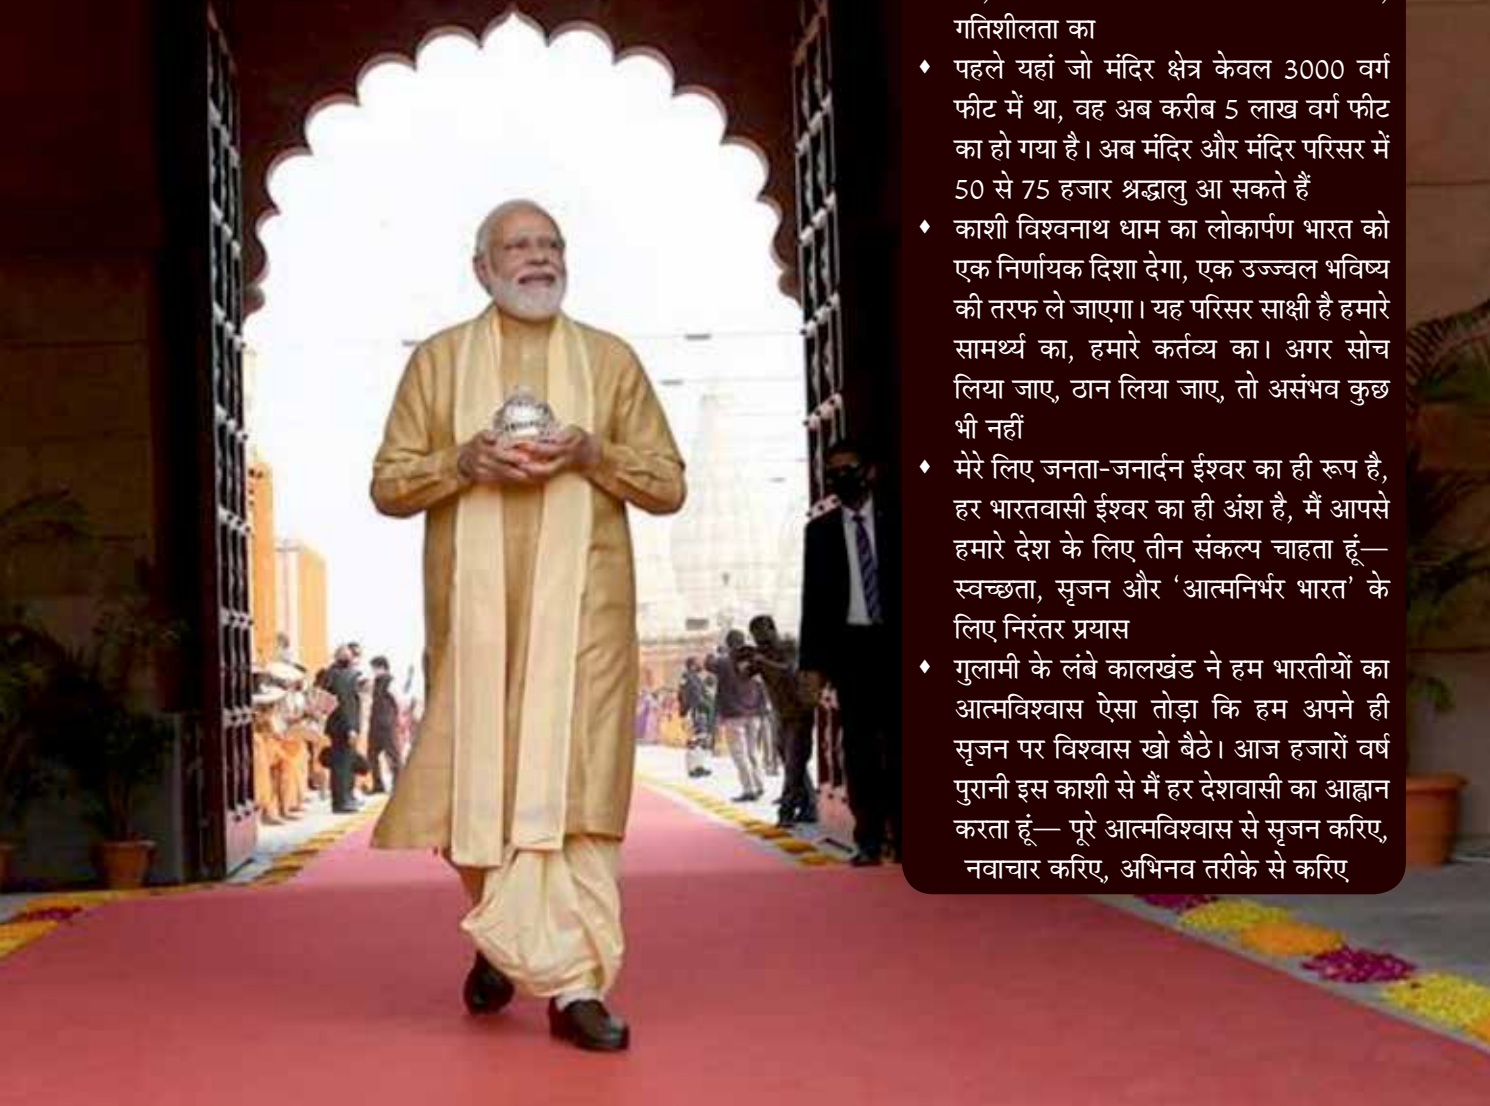 गतिशीलता का
♦ पहले यहां जो मंदिर क्षेत्र केवल 3000 वर्ग
फीट में था, वह अब करीब 5 लाख वर्ग फीट
का हो गया है। अब मंदिर और मंदिर परिसर में
50 से 75 हजार श्रद्धालु आ सकते हैं
♦ काशी विश्वनाथ धाम का लोकार्पण भारत को
एक निर्णायक दिशा देगा, एक उज्ज्वल भविष्य
की तरफ ले जाएगा। यह परिसर साक्षी है हमारे
सामर्थ्य का, हमारे कर्तव्य का। अगर सोच
लिया जाए, ठान लिया जाए, तो असंभव कुछ
भी नहीं
♦ मेरे लिए जनता-जनार्दन ईश्वर का ही रूप है,
हर भारतवासी ईश्वर का ही अंश है, मैं आपसे
हमारे देश के लिए तीन संकल्प चाहता हूं—
स्वच्छता, सृजन और ‘आत्मनिर्भर भारत’ के
लिए निरंतर प्रयास
♦ गुलामी के लंबे कालखंड ने हम भारतीयों का
आत्मविश्वास ऐसा तोड़ा कि हम अपने ही
सृजन पर विश्वास खो बैठे। आज हजारों वर्ष
पुरानी इस काशी से मैं हर देशवासी का आह्वान
करता हूं— पूरे आत्मविश्वास से सृजन करिए,
नवाचार करिए, अभिनव तरीके से करिए